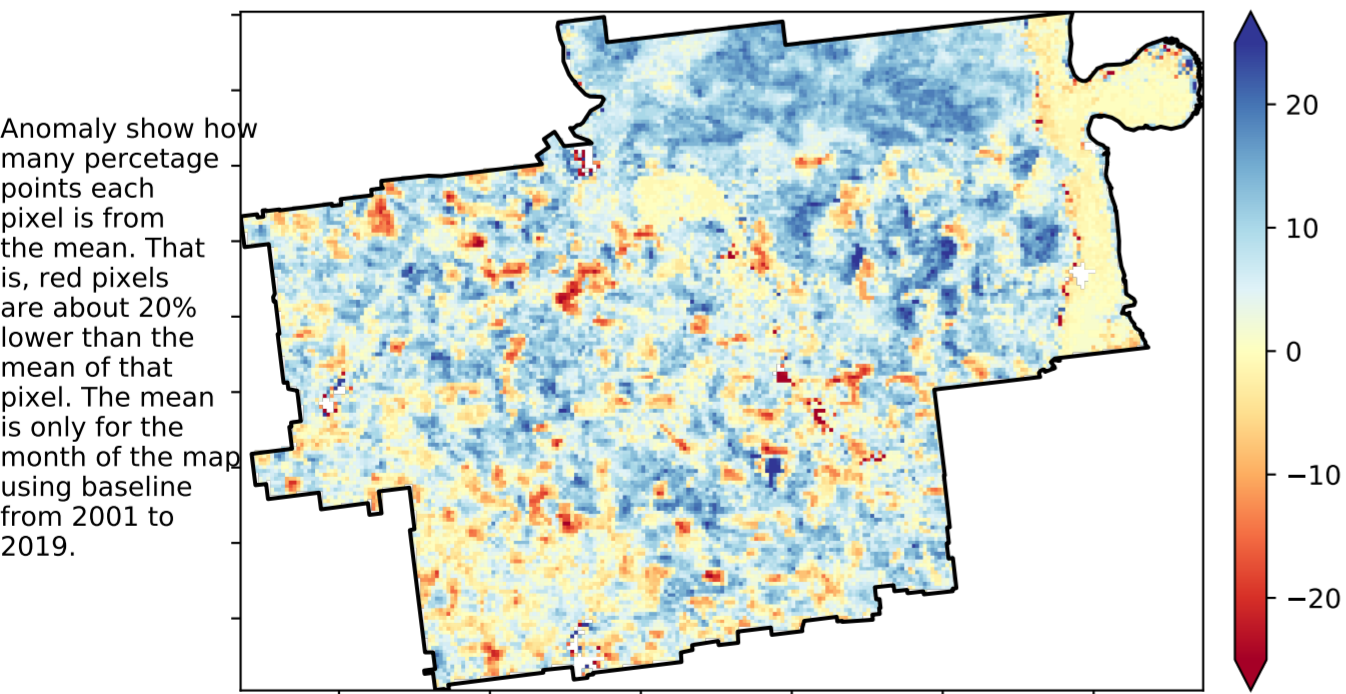 Anomaly show how
many percetage
points each
pixel is from
the mean. That
is, red pixels
are about 20%
lower than the
mean of that
pixel. The mean
is only for the
month of the map
using baseline
from 2001 to
2019.
20
10
0
−10
−20